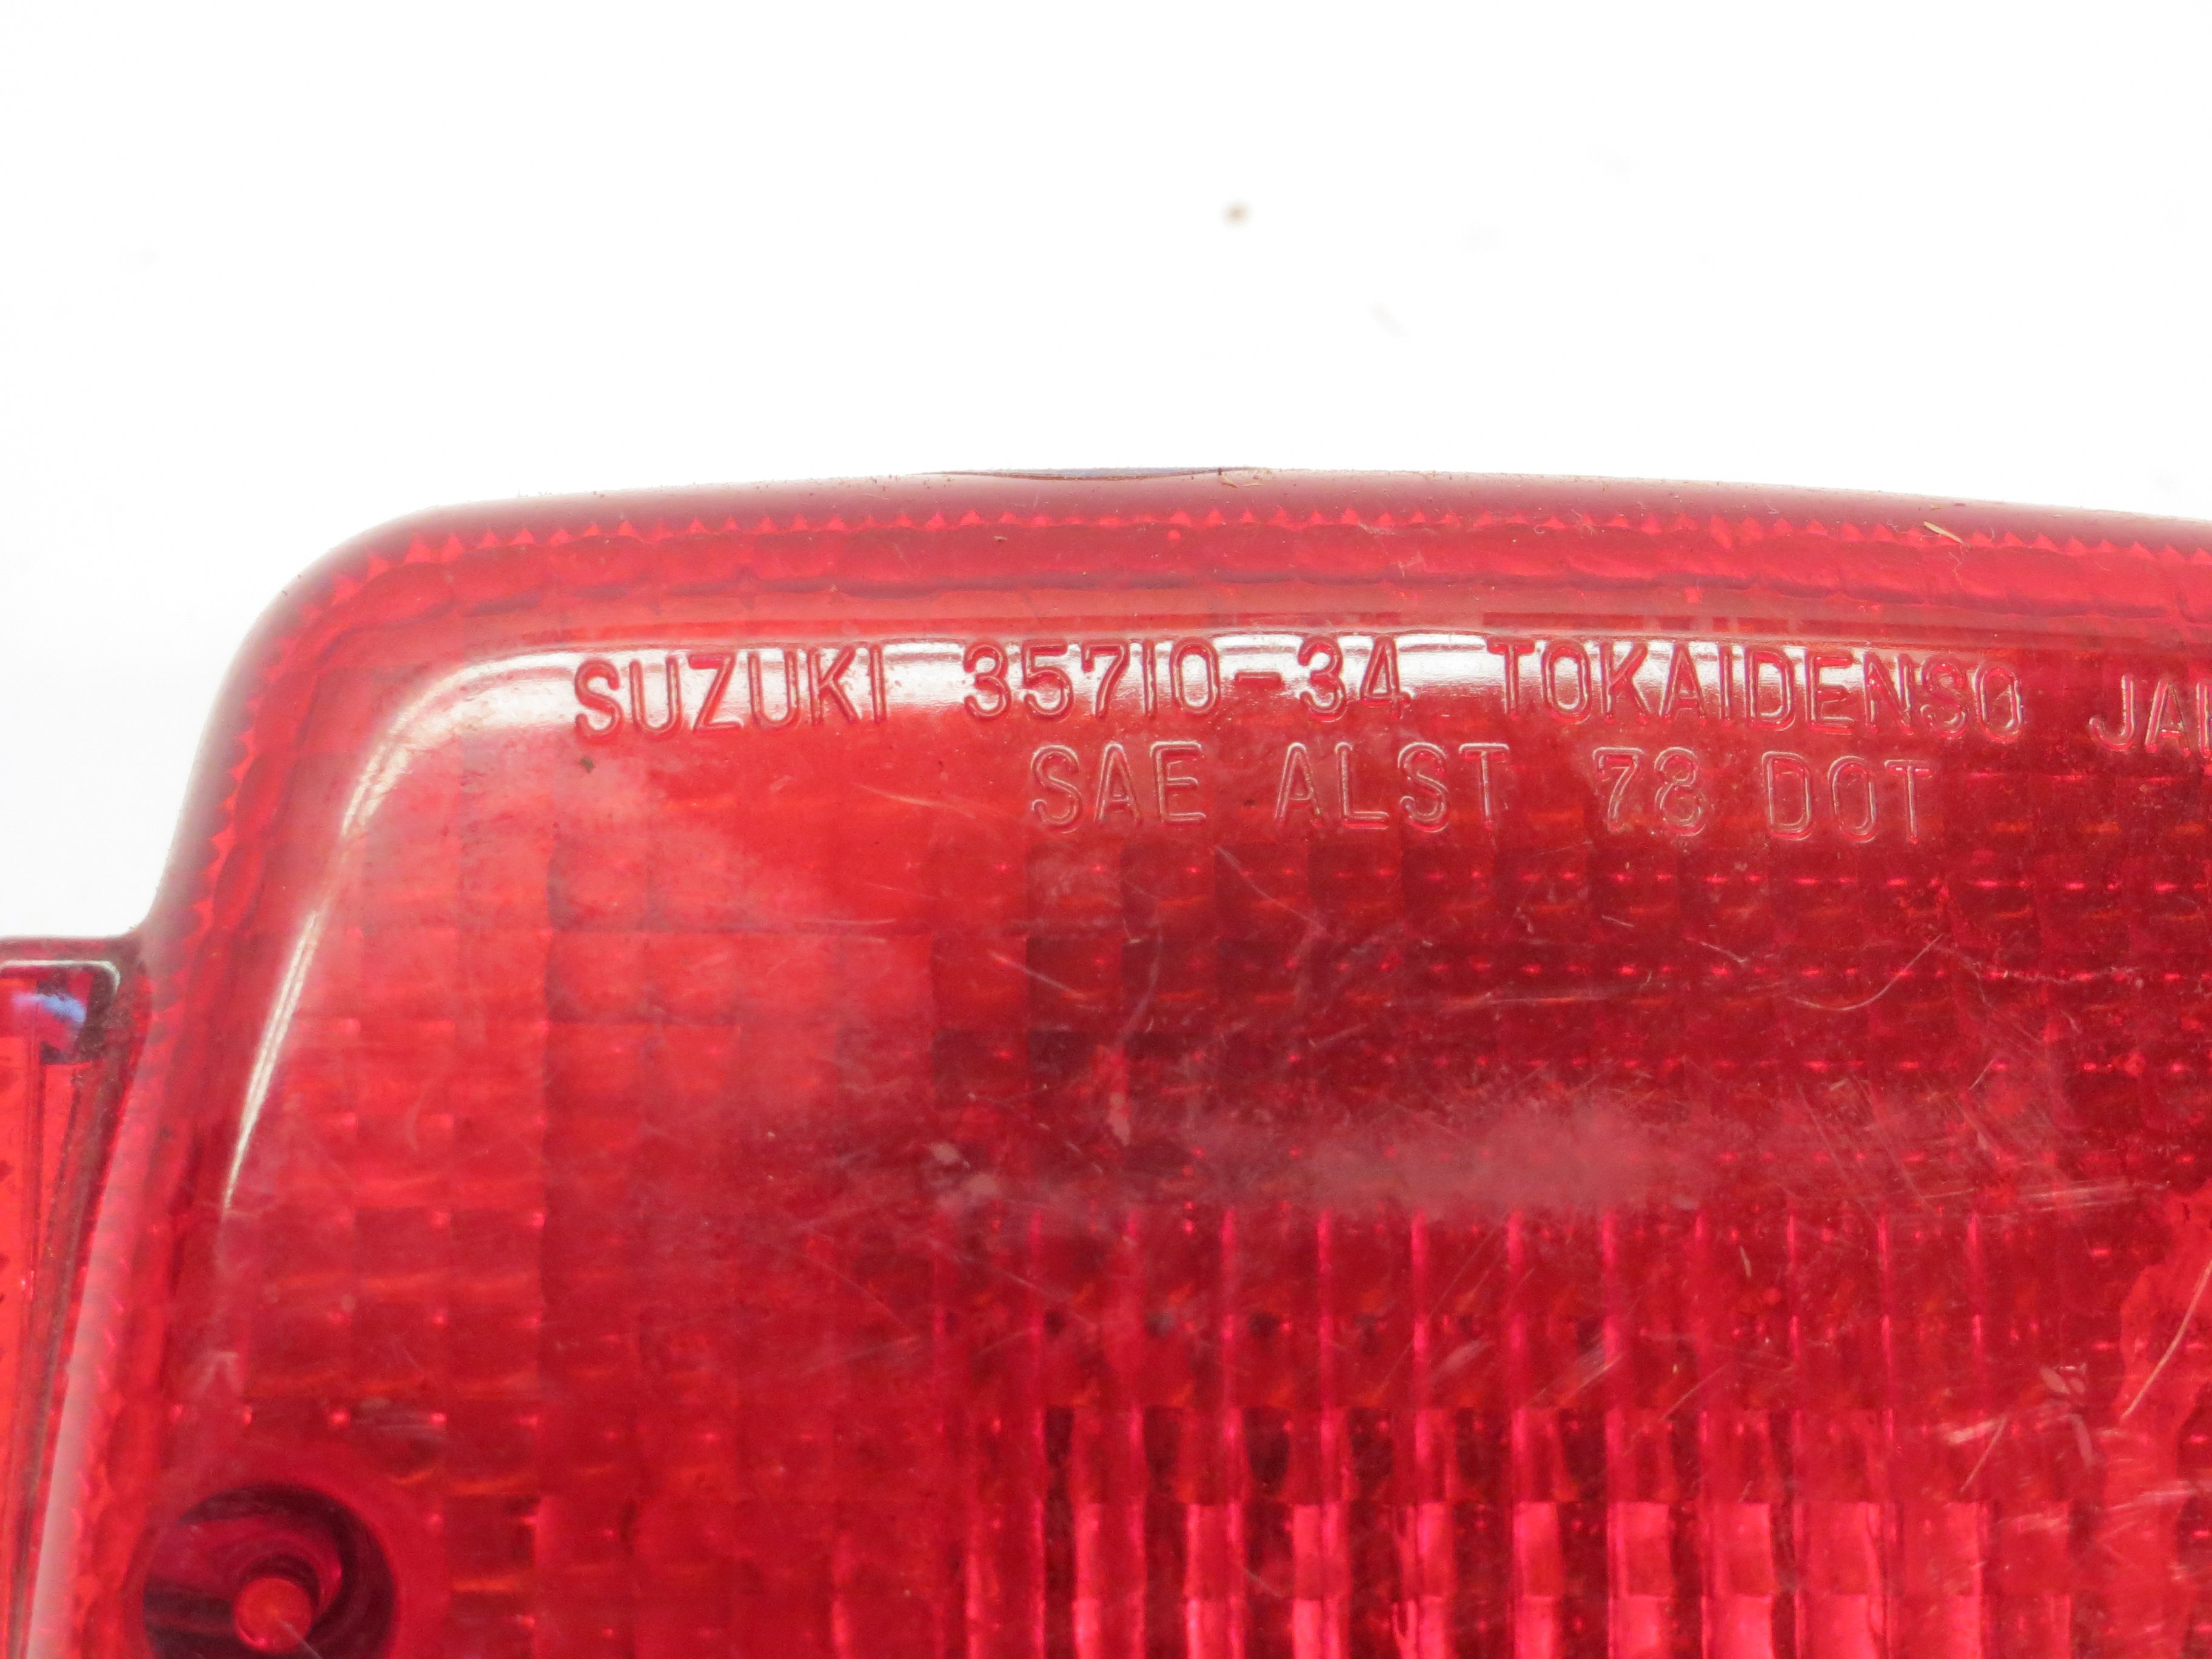 SUZUKI 35710-34 TOKAIDENSO
SAE ALST 78 DOT